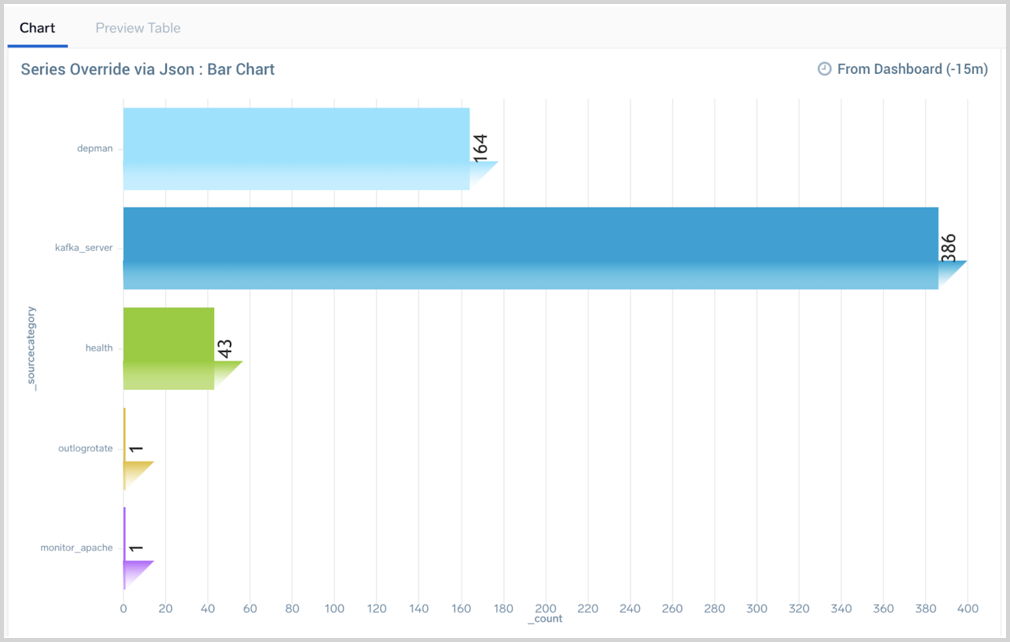 Chart
Preview Table
Series Override via Json : Bar Chart
From Dashboard (-15m)
_sourcecategory
depman
164
kafka_server
386
health
43
outlogrotate
1
monitor_apache
1
0 20 40 60 80 100 120 140 160 180 200 220 240 260 280 300 320 340 360 380 400
_count